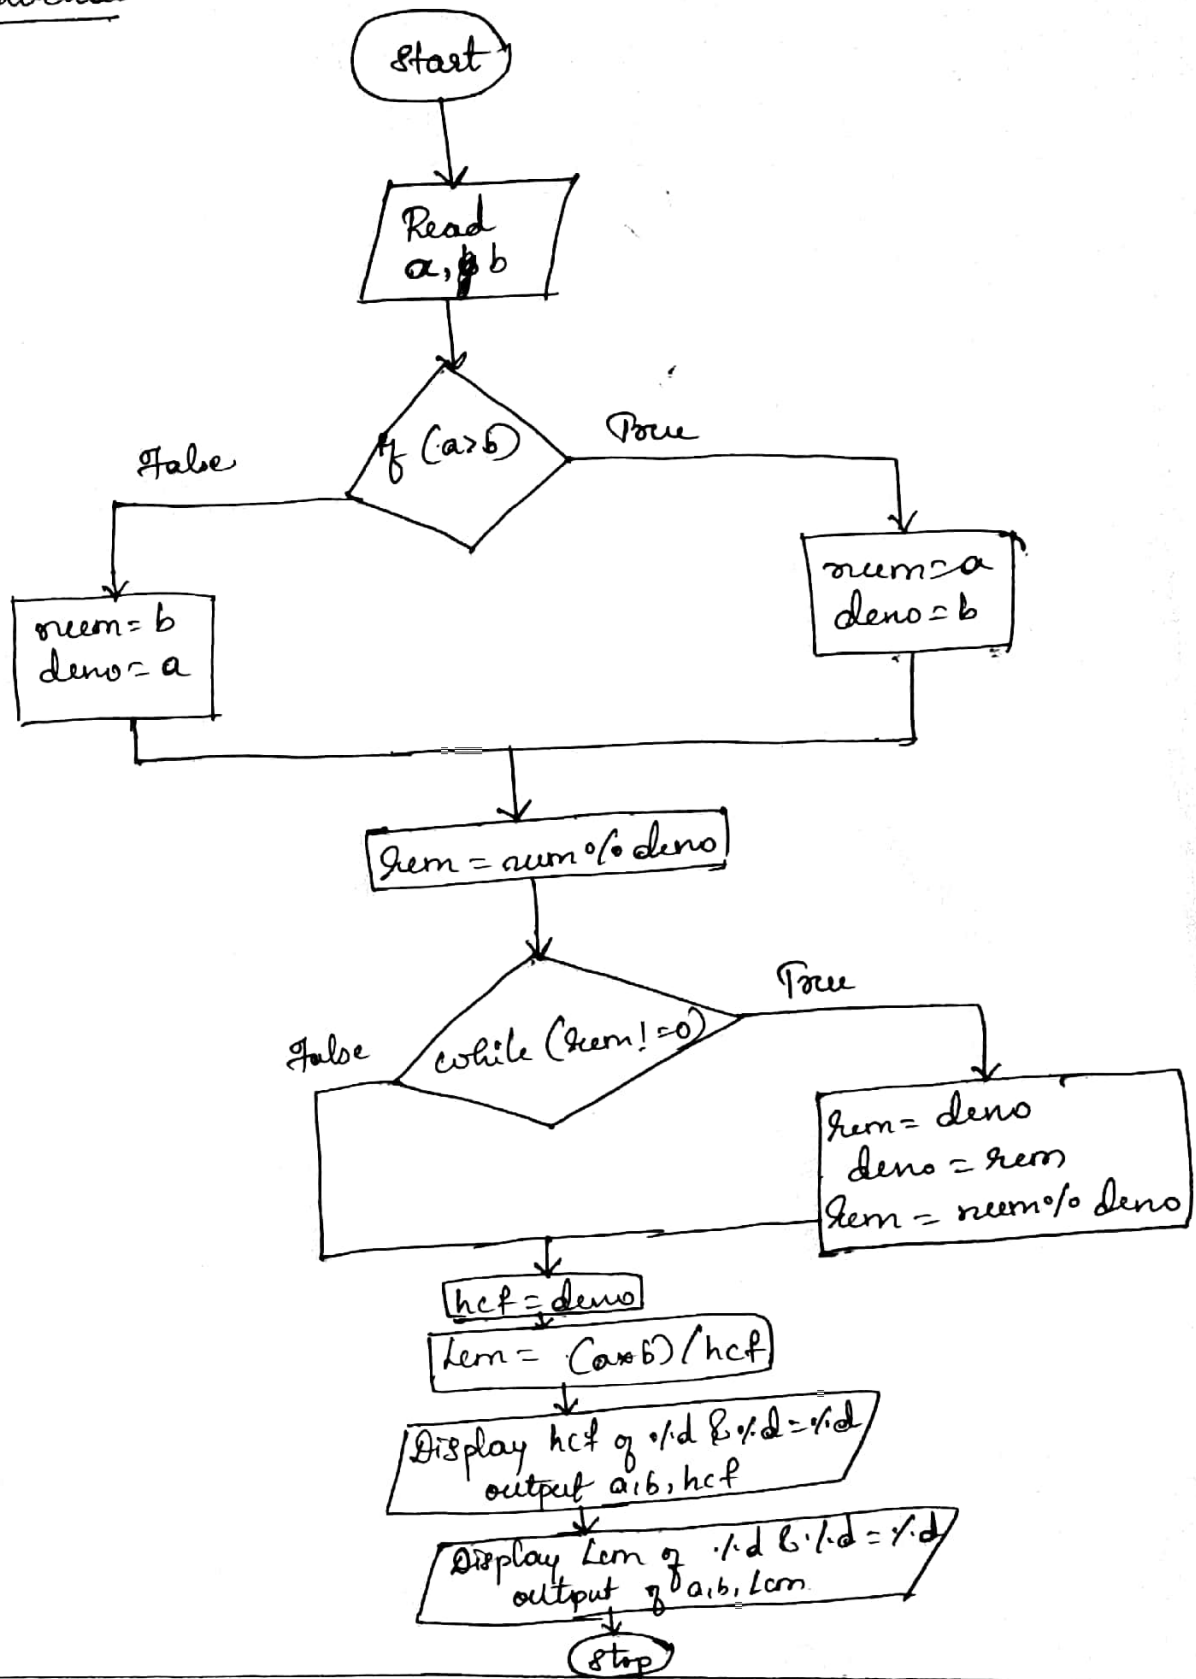 Start
Read
a, b
if (a>b)
True
False
num=a
deno=b
num=b
deno=a
rem=num%deno
True
while (rem!=0)
False
rem=deno
deno=rem
rem=num%deno
hcf=deno
Lcm=(a*b)/hcf
Display hcf of %d & %d=%d
output a,b,hcf
Display Lcm of %d & %d=%d
output of a,b,Lcm
Stop